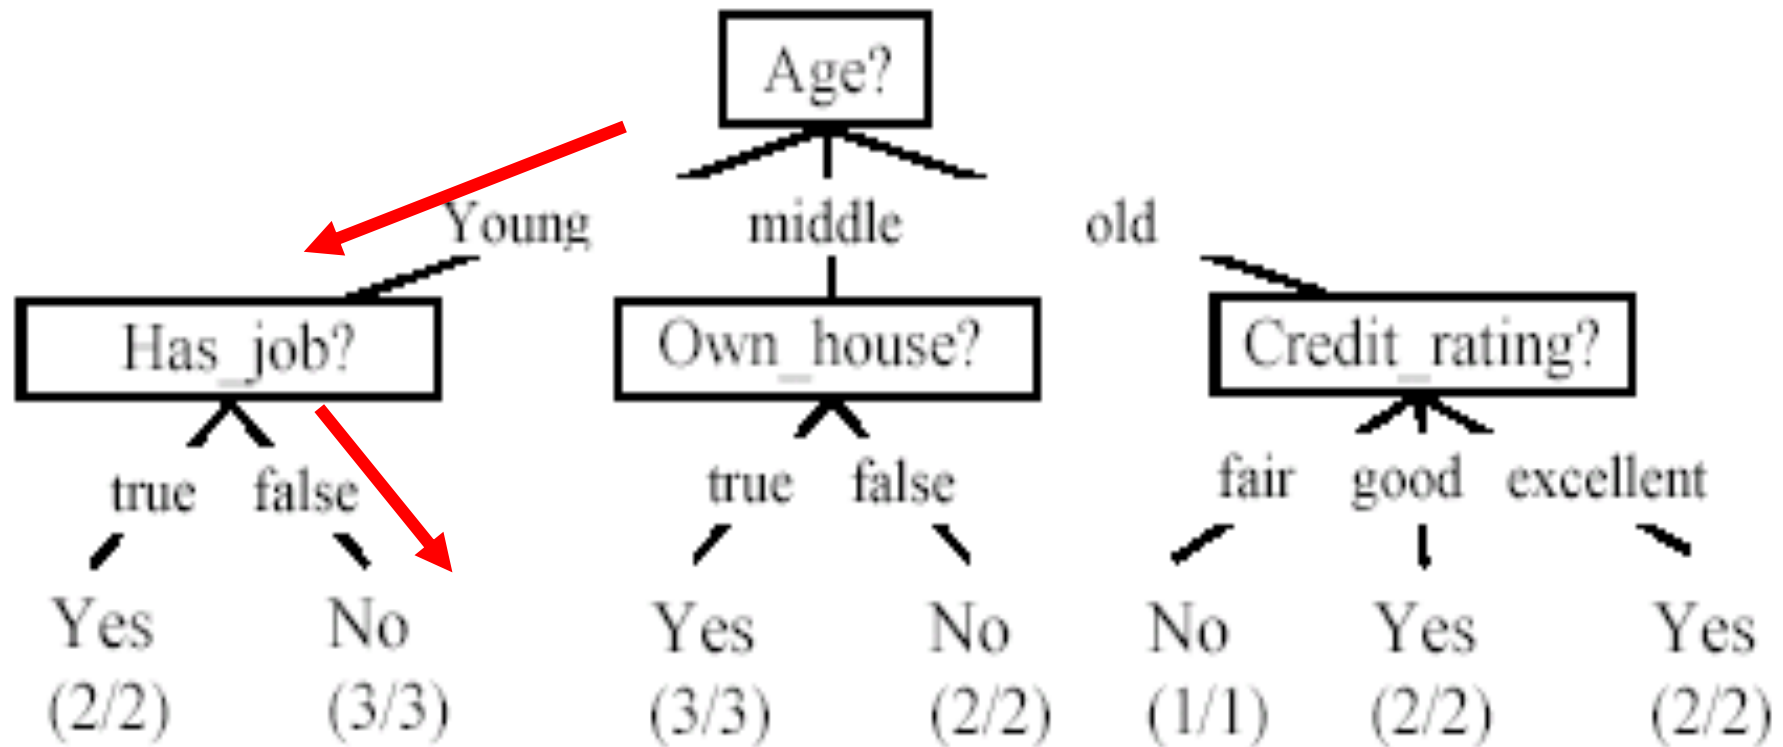 Age?
Young middle old
Has_job? Own_house? Credit_rating?
true false true false fair good excellent
Yes No Yes No No Yes Yes
(2/2) (3/3) (3/3) (2/2) (1/1) (2/2) (2/2)